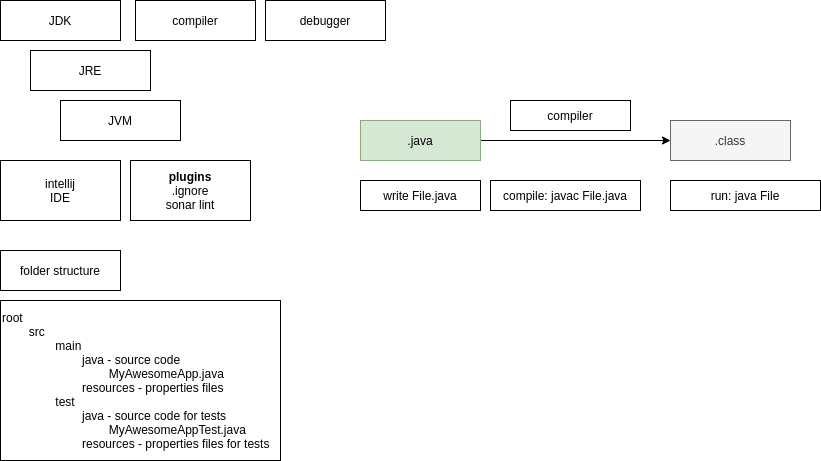 JDK
compiler
debugger
JRE
JVM
compiler
.java
.class
intellij
IDE
plugins
.ignore
sonar lint
write File.java
compile: javac File.java
run: java File
folder structure
root
src
main
java - source code
MyAwesomeApp.java
resources - properties files
test
java - source code for tests
MyAwesomeAppTest.java
resources - properties files for tests